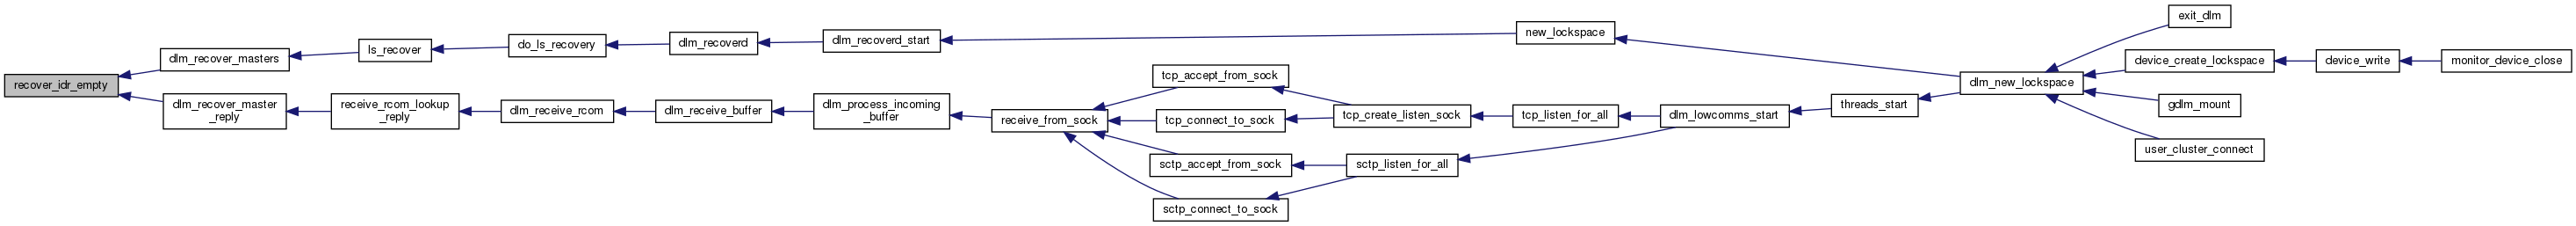 recover_idr_empty
dlm_recover_masters
ls_recover
do_ls_recovery
dlm_recoverd
dlm_recoverd_start
new_lockspace
dlm_recover_master
_reply
receive_rcom_lookup
_reply
dlm_receive_rcom
dlm_receive_buffer
dlm_process_incoming
_buffer
receive_from_sock
tcp_accept_from_sock
tcp_connect_to_sock
sctp_accept_from_sock
sctp_connect_to_sock
tcp_create_listen_sock
sctp_listen_for_all
tcp_listen_for_all
dlm_lowcomms_start
threads_start
dlm_new_lockspace
exit_dlm
device_create_lockspace
device_write
monitor_device_close
gdlm_mount
user_cluster_connect